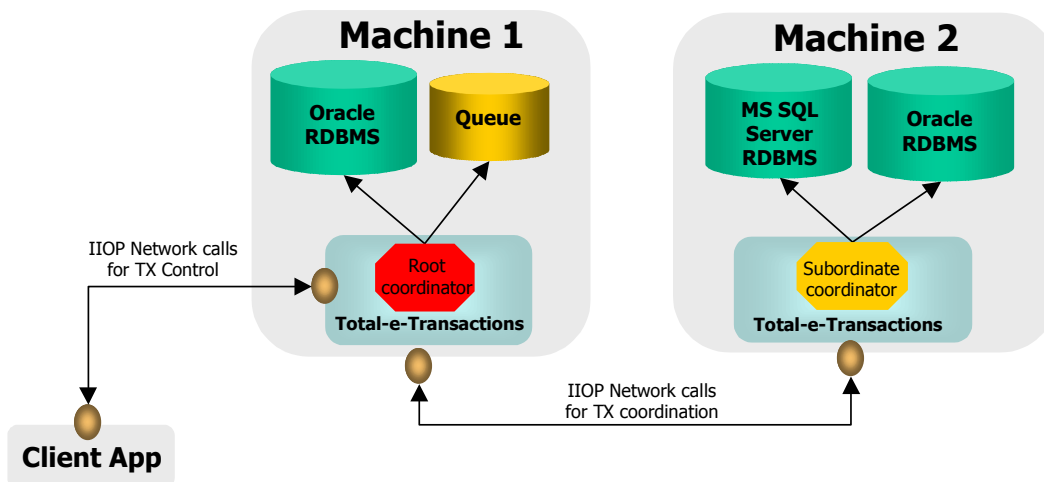 Machine 1
Oracle
RDBMS
Queue
Root
coordinator
Total-e-Transactions
Machine 2
MS SQL
Server
RDBMS
Oracle
RDBMS
Subordinate
coordinator
Total-e-Transactions
IIOP Network calls
for TX Control
IIOP Network calls
for TX coordination
Client App